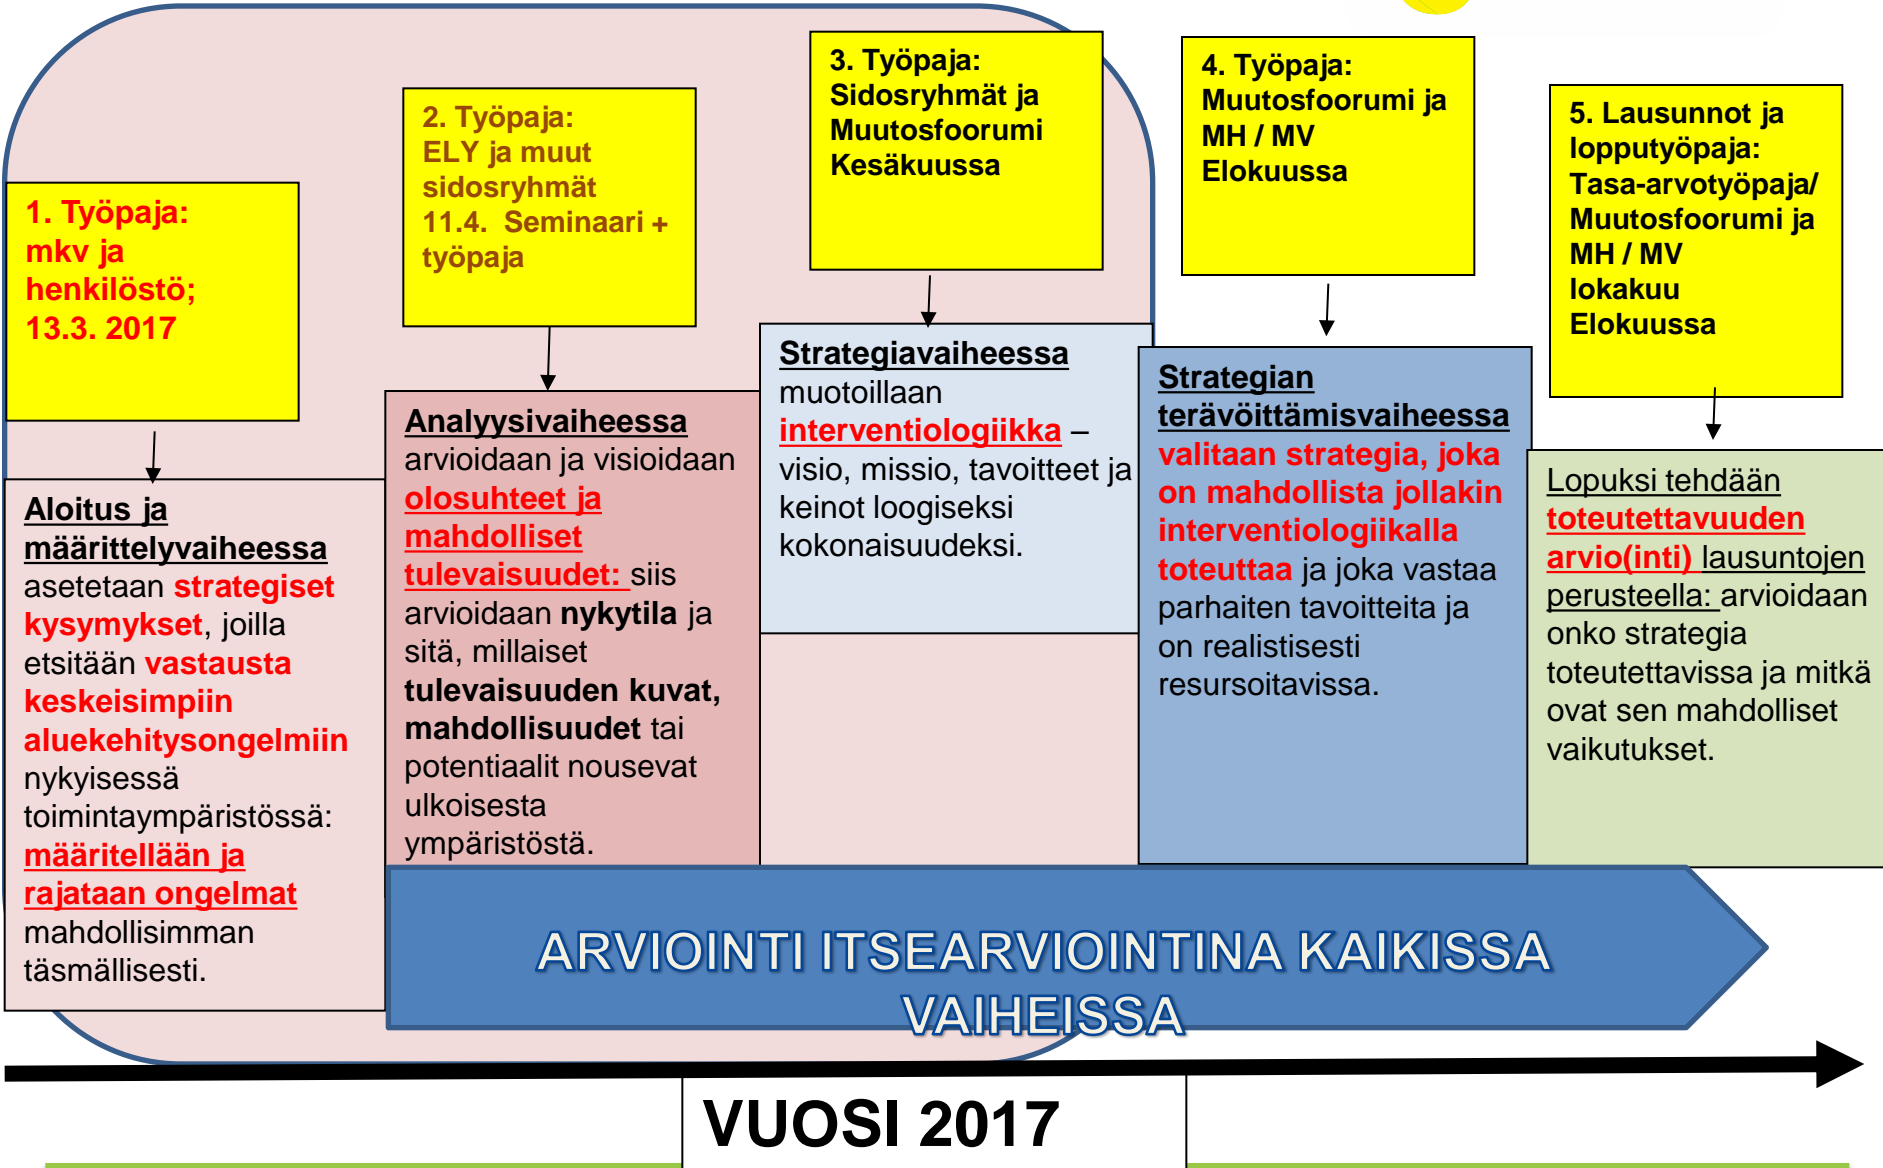 1. Työpaja:
mkv ja
henkilöstö;
13.3. 2017
2. Työpaja:
ELY ja muut
sidosryhmät
11.4. Seminaari +
työpaja
3. Työpaja:
Sidosryhmät ja
Muutosfoorumi
Kesäkuussa
4. Työpaja:
Muutosfoorumi ja
MH / MV
Elokuussa
5. Lausunnot ja
lopputyöpaja:
Tasa-arvotyöpaja/
Muutosfoorumi ja
MH / MV
lokakuu
Elokuussa
Aloitus ja
määrittelyvaiheessa
asetetaan strategiset
kysymykset, joilla
etsitään vastausta
keskeisimpiin
aluekehitysongelmiin
nykyisessä
toimintaympäristössä:
määritellään ja
rajataan ongelmat
mahdollisimman
täsmällisesti.
Analyysivaiheessa
arvioidaan ja visioidaan
olosuhteet ja
mahdolliset
tulevaisuudet: siis
arvioidaan nykytila ja
sitä, millaiset
tulevaisuuden kuvat,
mahdollisuudet tai
potentiaalit nousevat
ulkoisesta
ympäristöstä.
Strategiavaiheessa
muotoillaan
interventiologiikka –
visio, missio, tavoitteet ja
keinot loogiseksi
kokonaisuudeksi.
Strategian
terävöittämisvaiheessa
valitaan strategia, joka
on mahdollista jollakin
interventiologiikalla
toteuttaa ja joka vastaa
parhaiten tavoitteita ja
on realistisesti
resursoitavissa.
Lopuksi tehdään
toteutettavuuden
arvio(inti) lausuntojen
perusteella: arvioidaan
onko strategia
toteutettavissa ja mitkä
ovat sen mahdolliset
vaikutukset.
ARVIOINTI ITSEARVIOINTINA KAIKISSA
VAIHEISSA
VUOSI 2017